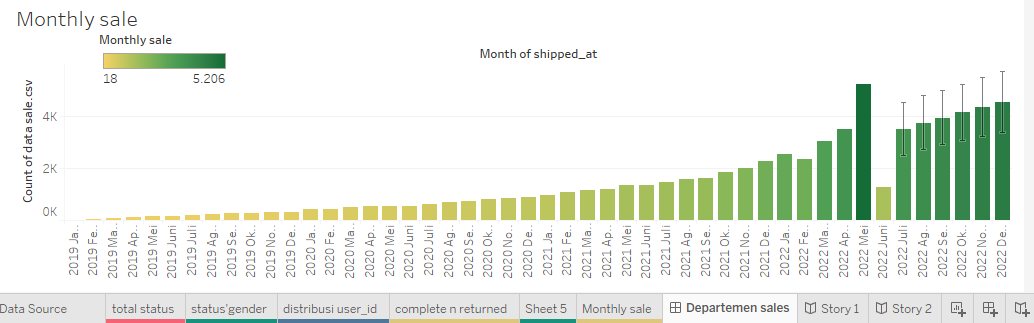 Monthly sale
Monthly sale
18 5.206
Month of shipped_at
Count of data sale.csv
4K
2K
0K
2019 Ja..
2019 Fe..
2019 Ma..
2019 Ap..
2019 Mei
2019 Juni
2019 Juli
2019 Ag..
2019 Se..
2019 Ok..
2019 No..
2019 De..
2020 Ja..
2020 Fe..
2020 Ma..
2020 Ap..
2020 Mei
2020 Juni
2020 Juli
2020 Ag..
2020 Se..
2020 Ok..
2020 No..
2020 De..
2021 Ja..
2021 Fe..
2021 Ma..
2021 Ap..
2021 Mei
2021 Juni
2021 Juli
2021 Ag..
2021 Se..
2021 Ok..
2021 No..
2021 De..
2022 Ja..
2022 Fe..
2022 Ma..
2022 Ap..
2022 Mei
2022 Juni
2022 Juli
2022 Ag..
2022 Se..
2022 Ok..
2022 No..
2022 De..
Data Source total status status'gender distribusi user_id complete n returned Sheet 5 Monthly sale Departemen sales Story 1 Story 2